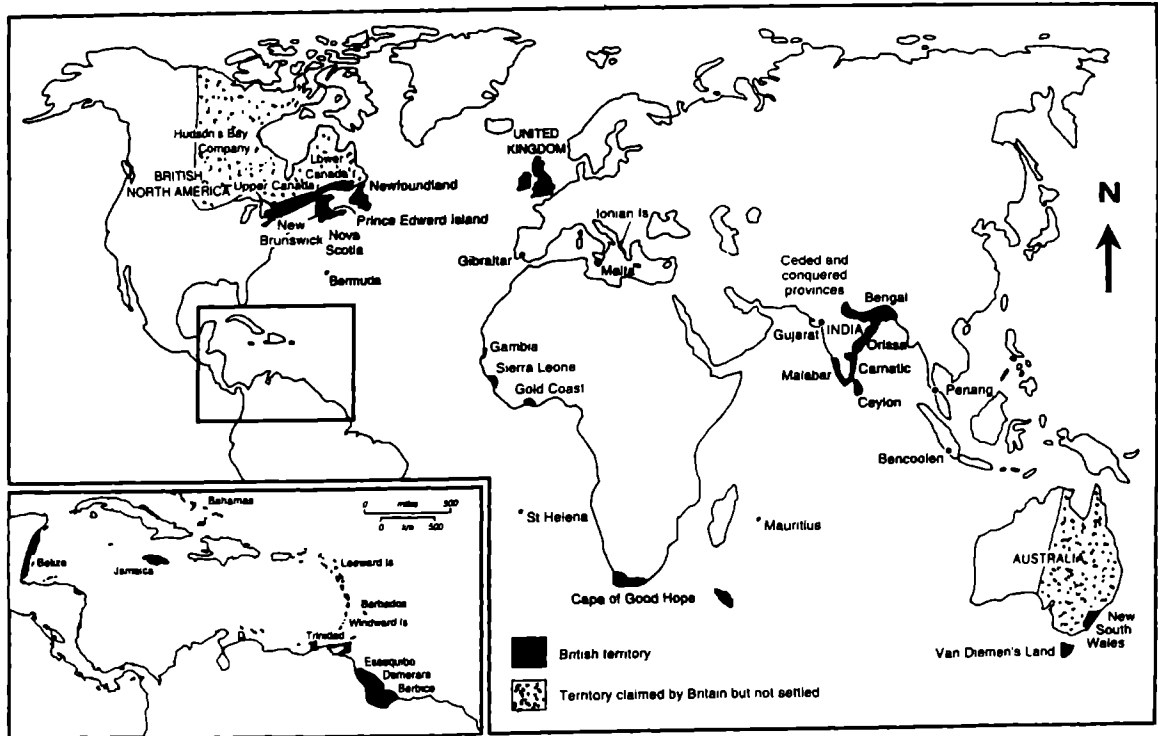 Hudson's Bay
Company
BRITISH
NORTH AMERICA
Upper Canada
Lower
Canada
Newfoundland
Prince Edward Island
New
Brunswick
Nova
Scotia
Bermuda
UNITED
KINGDOM
Ionian Is
Gibraltar
Malta
Ceded and
conquered
provinces
Bengal
Gujarat
INDIA
Orissa
Malabar
Carnatic
Ceylon
Penang
Bencoolen
Gambia
Sierra Leone
Gold Coast
N
St Helena
Mauritius
Cape of Good Hope
AUSTRALIA
New
South
Wales
Van Diemen's Land
Bahamas
0 miles 500
0 km 500
Belize
Jamaica
Leeward Is
Barbados
Windward Is
Trinidad
Essequibo
Demerara
Berbice
British territory
Territory claimed by Britain but not settled